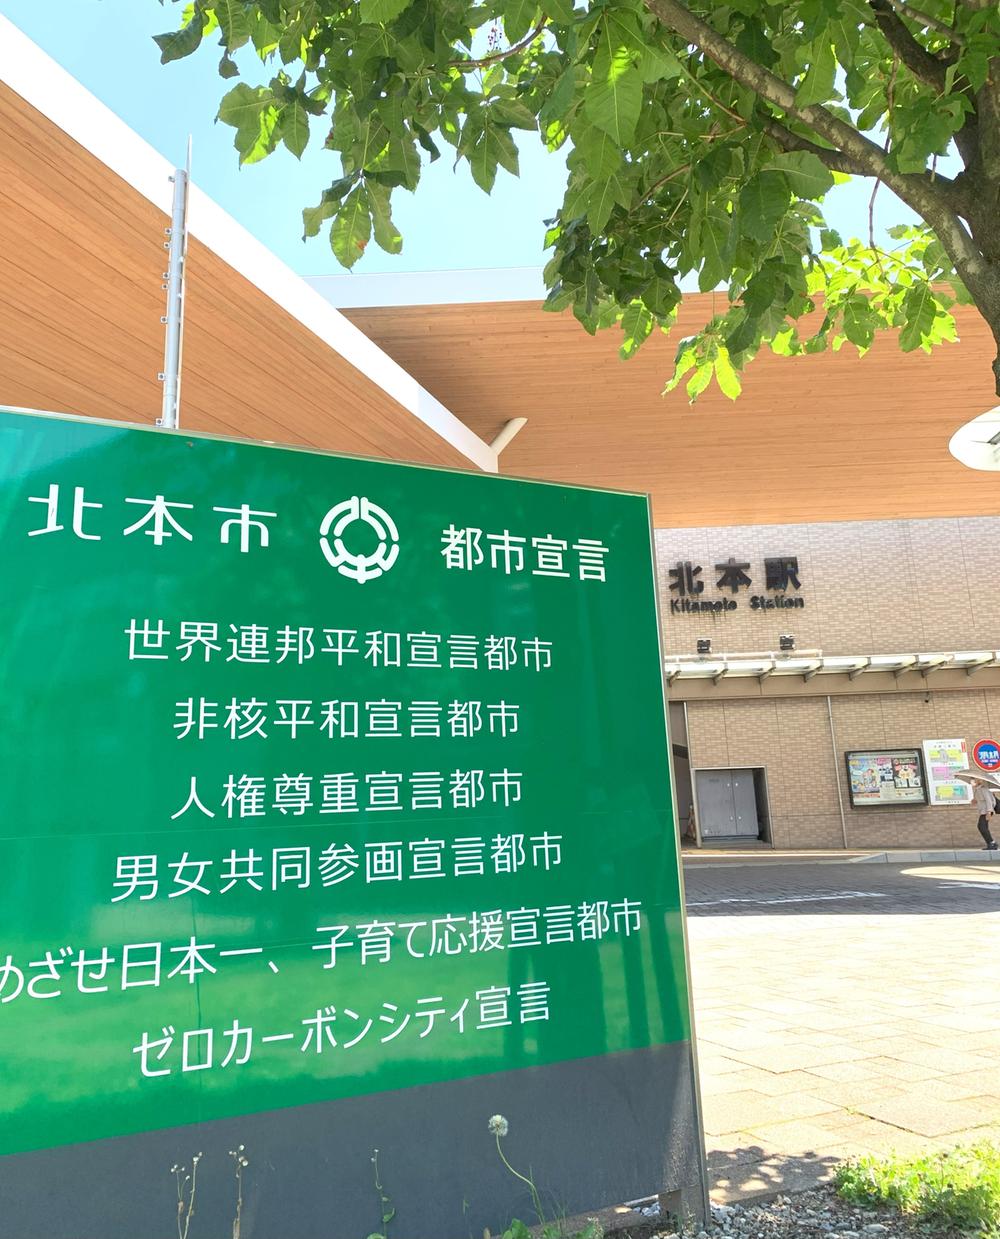 北本市 都市宣言
世界連邦平和宣言都市
非核平和宣言都市
人権尊重宣言都市
男女共同参画宣言都市
めざせ日本一、子育て応援宣言都市
ゼロカーボンシティ宣言
北本駅
Kitamoto Station